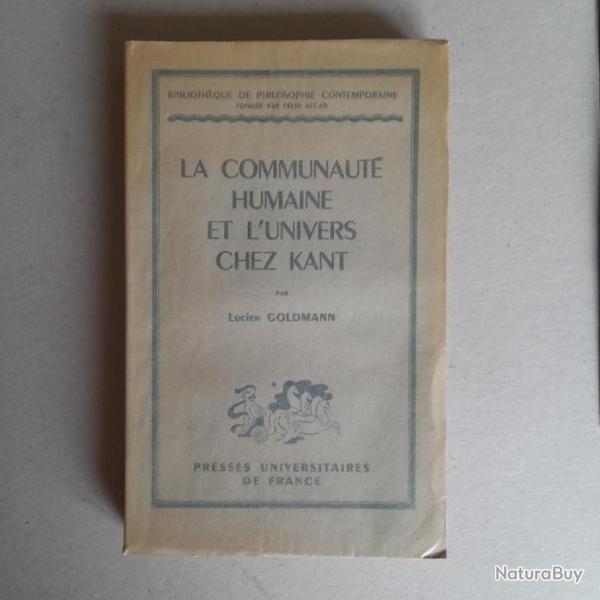 BIBLIOTHÈQUE DE PHILOSOPHIE CONTEMPORAINE
FONDÉE PAR FÉLIX ALCAN
LA COMMUNAUTÉ
HUMAINE
ET L'UNIVERS
CHEZ KANT
PAR
Lucien GOLDMANN
PRESSES UNIVERSITAIRES
DE FRANCE
NaturaBuy